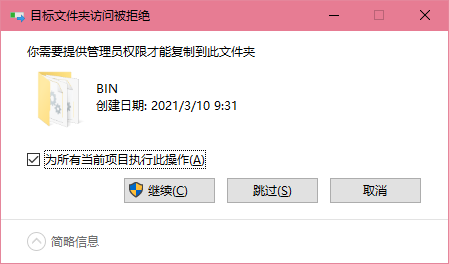 目标文件夹访问被拒绝
你需要提供管理员权限才能复制到此文件夹
BIN
创建日期: 2021/3/10 9:31
为所有当前项目执行此操作(A)
继续(C) 跳过(S) 取消
简略信息